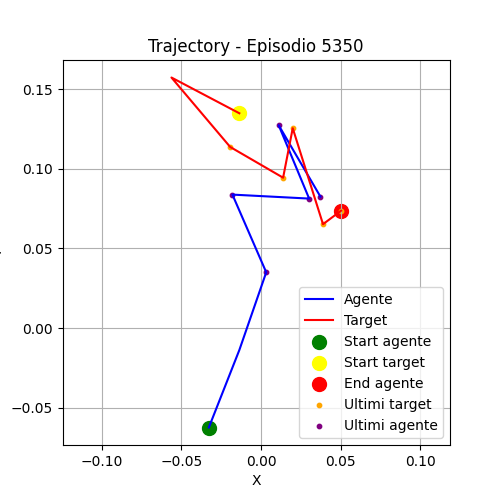 Trajectory - Episodio 5350
0.15
0.10
0.05
0.00
−0.05
−0.10
−0.05
0.00
0.05
0.10
X
Agente
Target
Start agente
Start target
End agente
Ultimi target
Ultimi agente